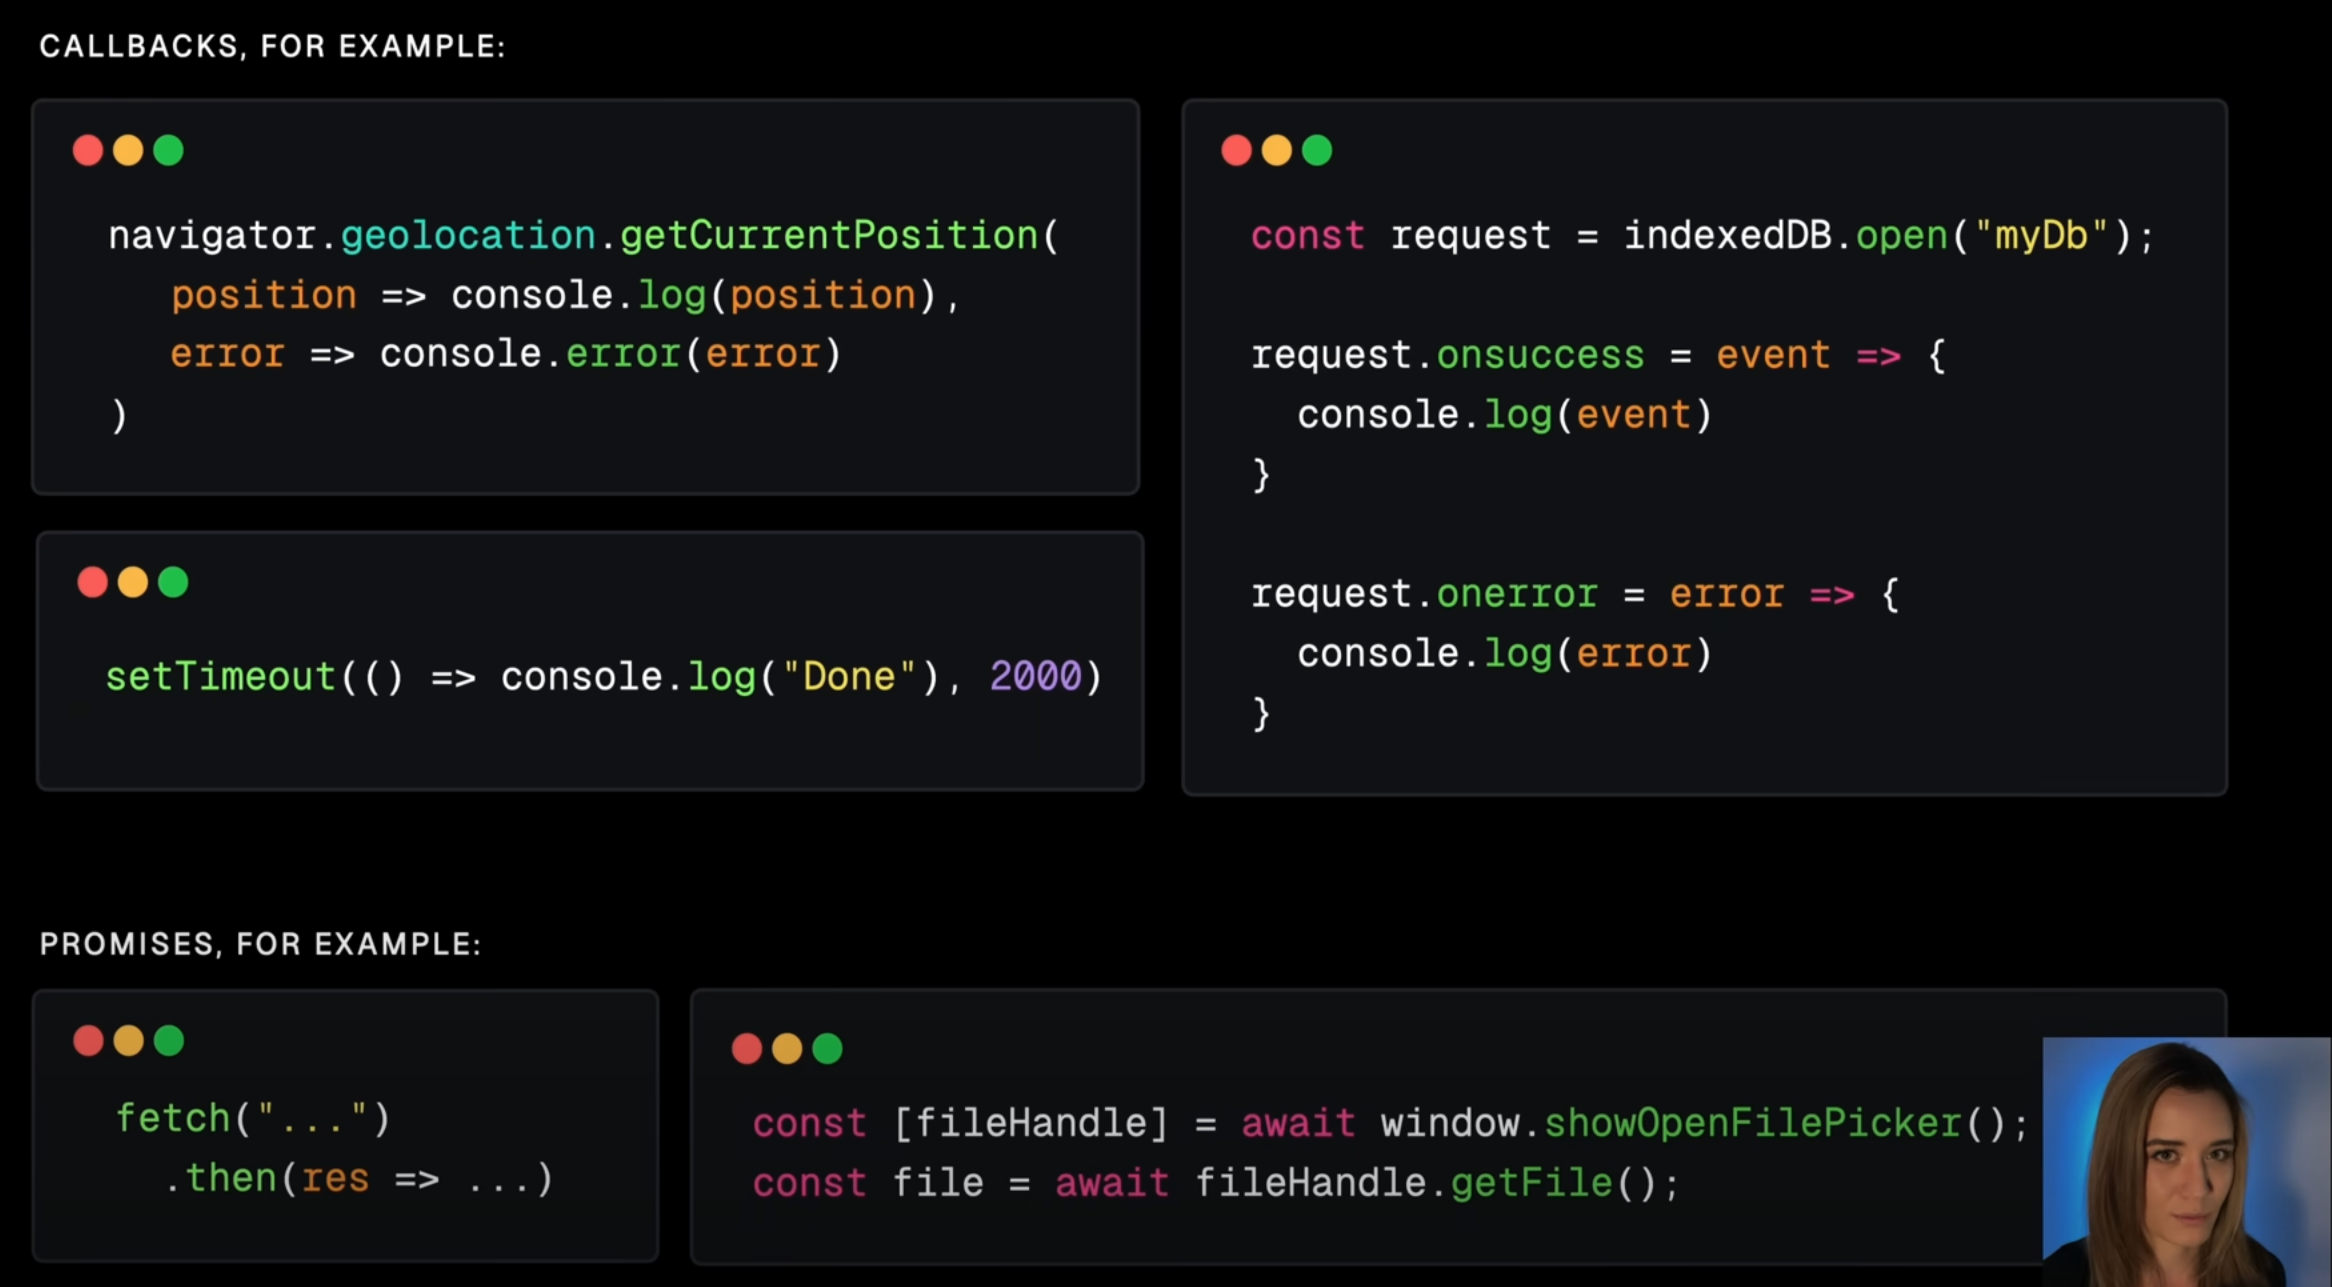 CALLBACKS, FOR EXAMPLE:
navigator.geolocation.getCurrentPosition(
position => console.log(position),
error => console.error(error)
)
setTimeout(() => console.log("Done"), 2000)
const request = indexedDB.open("myDb");
request.onsuccess = event => {
console.log(event)
}
request.onerror = error => {
console.log(error)
}
PROMISES, FOR EXAMPLE:
fetch("...")
.then(res => ...)
const [fileHandle] = await window.showOpenFilePicker();
const file = await fileHandle.getFile();